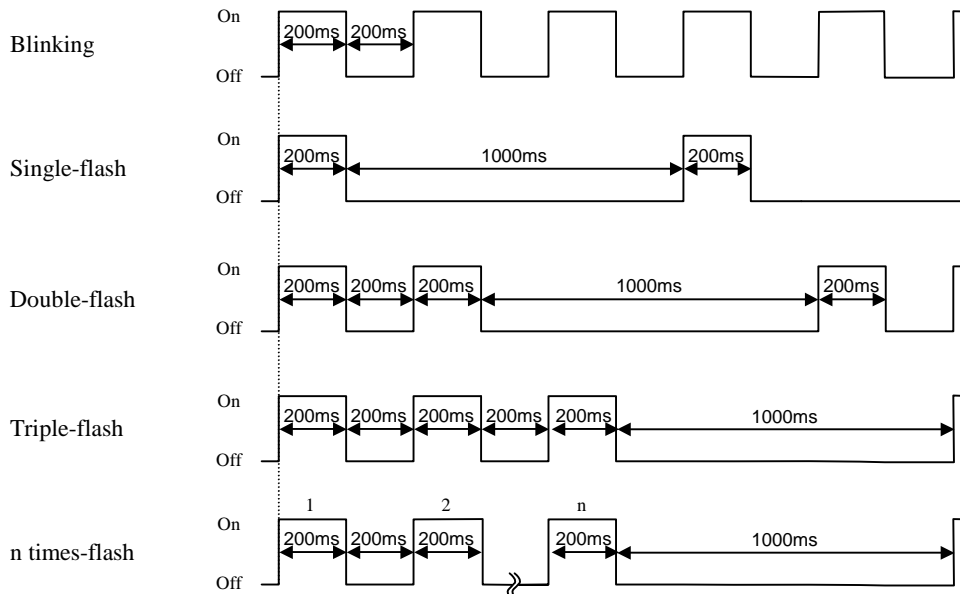 On
Blinking
200ms 200ms
Off
On
Single-flash
200ms 1000ms 200ms
Off
On
Double-flash
200ms 200ms 200ms 1000ms 200ms
Off
On
Triple-flash
200ms 200ms 200ms 200ms 200ms 1000ms
Off
1 2 n
On
n times-flash
200ms 200ms 200ms 200ms 1000ms
Off